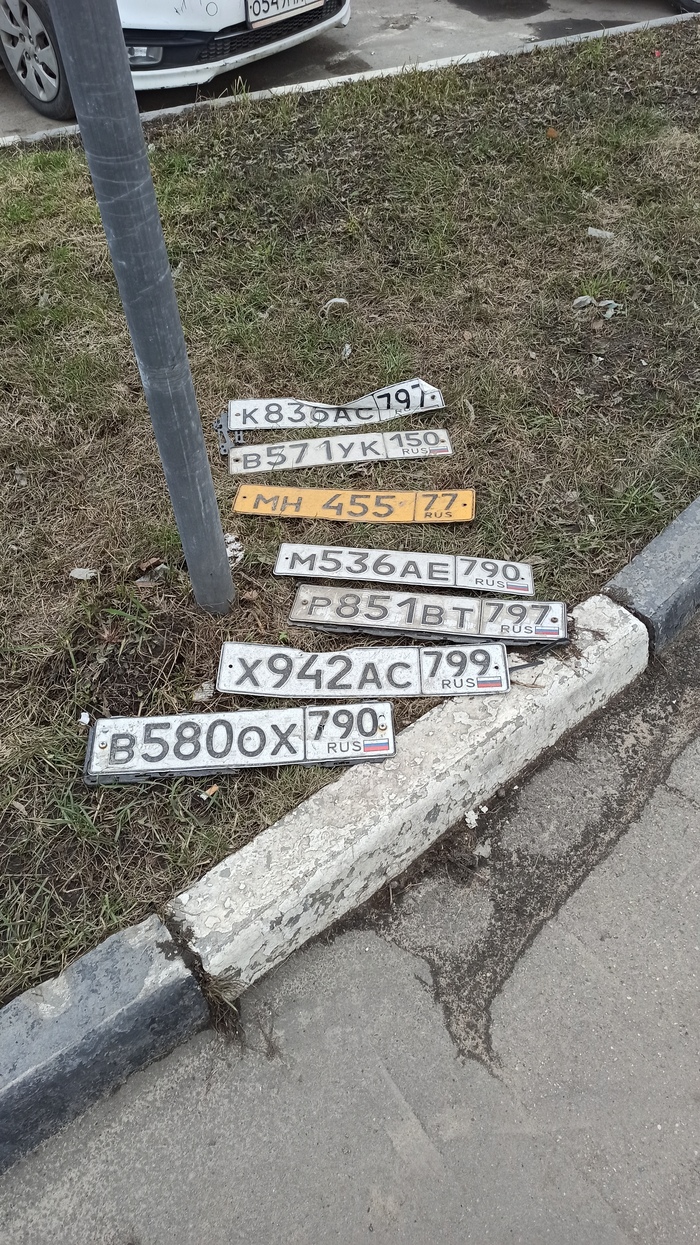 К836АС 797
В571УК 150
RUS
МН 455 77
RUS
М536АЕ 790
RUS
Р851ВТ 797
RUS
Х942АС 799
RUS
В580ОХ 790
RUS